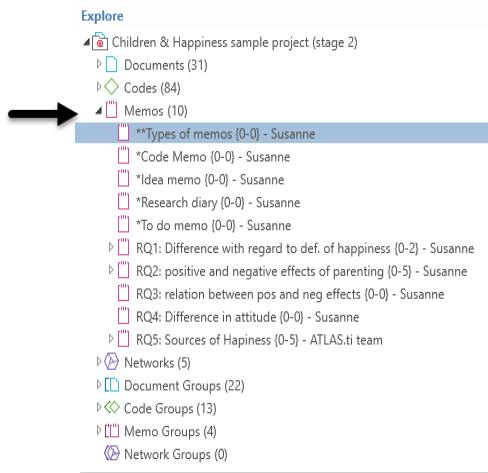 Explore
Children & Happiness sample project (stage 2)
Documents (31)
Codes (84)
Memos (10)
**Types of memos {0-0} - Susanne
*Code Memo {0-0} - Susanne
*Idea memo {0-0} - Susanne
*Research diary {0-0} - Susanne
*To do memo {0-0} - Susanne
RQ1: Difference with regard to def. of happiness {0-2} - Susanne
RQ2: positive and negative effects of parenting {0-5} - Susanne
RQ3: relation between pos and neg effects {0-0} - Susanne
RQ4: Difference in attitude {0-0} - Susanne
RQ5: Sources of Hapiness {0-5} - ATLAS.ti team
Networks (5)
Document Groups (22)
Code Groups (13)
Memo Groups (4)
Network Groups (0)